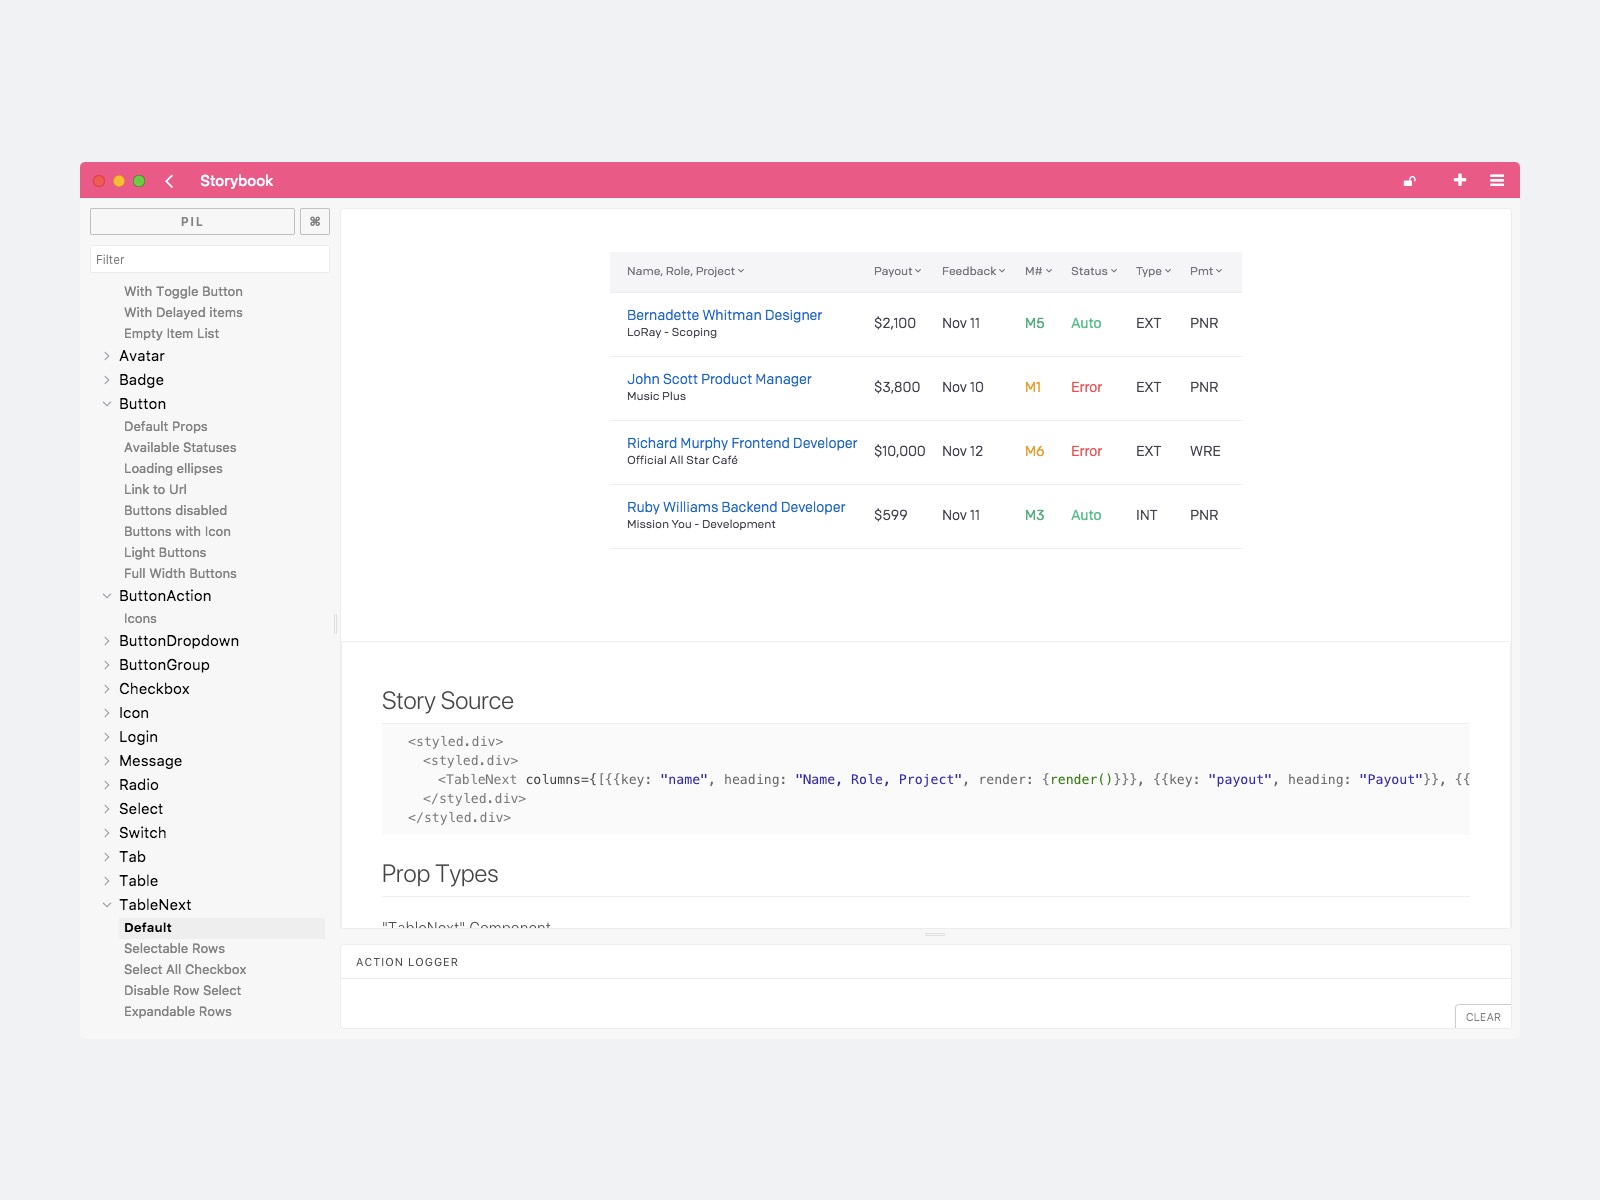 Storybook
PIL ⌘
Filter
With Toggle Button
With Delayed items
Empty Item List
Avatar
Badge
Button
Default Props
Available Statuses
Loading ellipses
Link to Url
Buttons disabled
Buttons with Icon
Light Buttons
Full Width Buttons
ButtonAction
Icons
ButtonDropdown
ButtonGroup
Checkbox
Icon
Login
Message
Radio
Select
Switch
Tab
Table
TableNext
Default
Selectable Rows
Select All Checkbox
Disable Row Select
Expandable Rows
Name, Role, Project Payout Feedback M# Status Type Pmt
Bernadette Whitman Designer
LoRay - Scoping
$2,100 Nov 11 M5 Auto EXT PNR
John Scott Product Manager
Music Plus
$3,800 Nov 10 M1 Error EXT PNR
Richard Murphy Frontend Developer
Official All Star Café
$10,000 Nov 12 M6 Error EXT WRE
Ruby Williams Backend Developer
Mission You - Development
$599 Nov 11 M3 Auto INT PNR
Story Source
<styled.div>
<styled.div>
<TableNext columns={[{{key: "name", heading: "Name, Role, Project", render: {render()}}}, {{key: "payout", heading: "Payout"}}, {{
</styled.div>
</styled.div>
Prop Types
"TableNext" Component
ACTION LOGGER
CLEAR